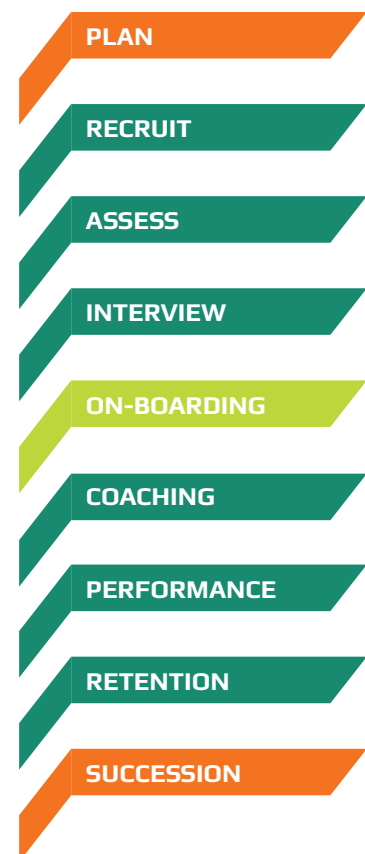 PLAN
RECRUIT
ASSESS
INTERVIEW
ON-BOARDING
COACHING
PERFORMANCE
RETENTION
SUCCESSION